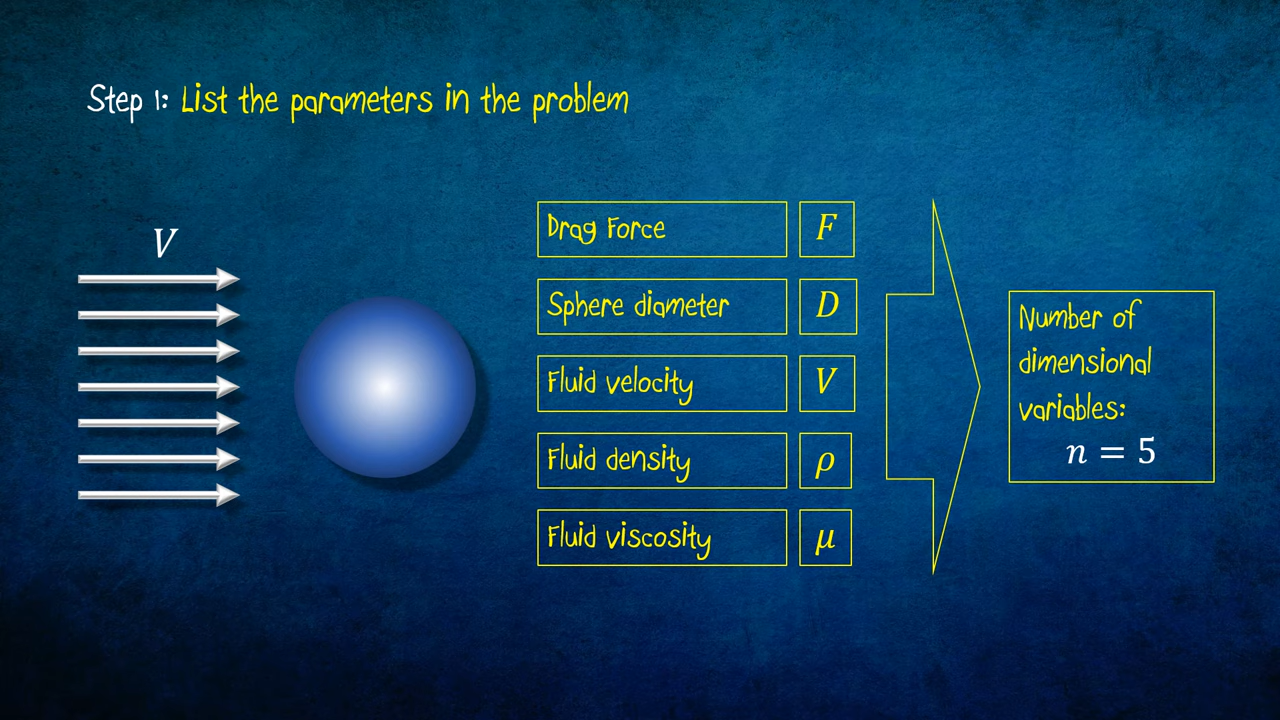 Step 1: List the parameters in the problem
V
Drag Force F
Sphere diameter D
Fluid velocity V
Fluid density ρ
Fluid viscosity μ
Number of
dimensional
variables:
n = 5